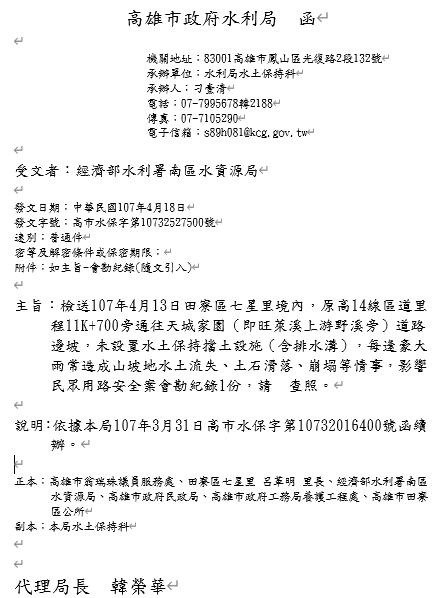 高雄市政府水利局　函
機關地址：83001高雄市鳳山區光復路2段132號
承辦單位：水利局水土保持科
承辦人：刁臺清
電話：07-7995678轉2188
傳真：07-7105290
電子信箱：s89h081@kcg.gov.tw
受文者：經濟部水利署南區水資源局
發文日期：中華民國107年4月18日
發文字號：高市水保字第10732527500號
速別：普通件
密等及解密條件或保密期限：
附件：如主旨-會勘紀錄(隨文引入)
主旨：檢送107年4月13日田寮區七星里境內，原高14線區道里
程11K+700旁通往天城家園（即旺萊溪上游野溪旁）道路
邊坡，未設置水土保持擋土設施（含排水溝），每逢豪大
雨常造成山坡地水土流失、土石滑落、崩塌等情事，影響
民眾用路安全案會勘紀錄1份，請　查照。
說明:依據本局107年3月31日高市水保字第10732016400號函續
辦。
正本：高雄市翁瑞珠議員服務處、田寮區七星里 呂革明 里長、經濟部水利署南區
水資源局、高雄市政府民政局、高雄市政府工務局養護工程處、高雄市田寮
區公所
副本：本局水土保持科
代理局長　韓榮華